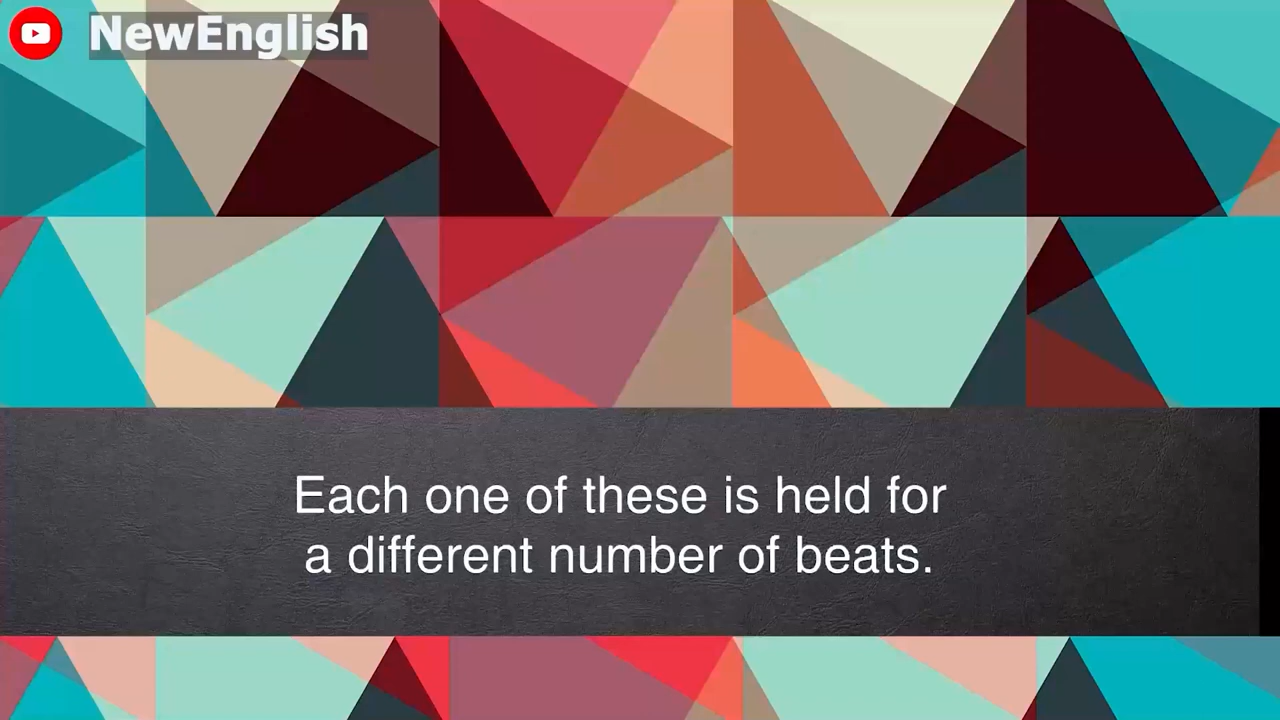 NewEnglish
Each one of these is held for
a different number of beats.